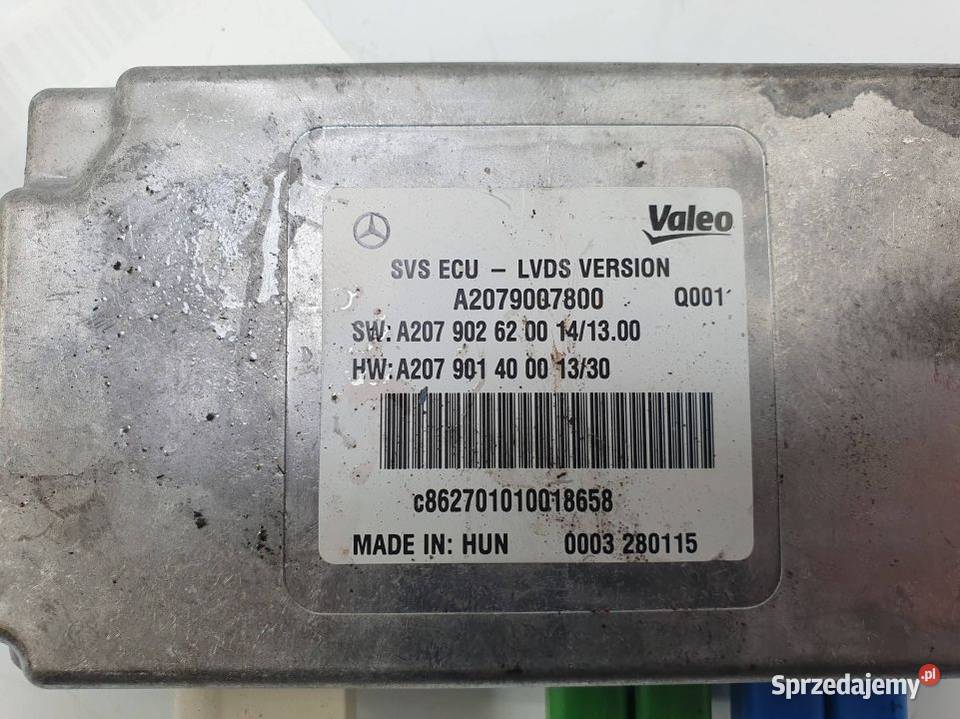 Valeo
SVS ECU – LVDS VERSION
A2079007800 Q001
SW: A207 902 62 00 14/13.00
HW: A207 901 40 00 13/30
c862701010018658
MADE IN: HUN 0003 280115
Sprzedajemy.pl